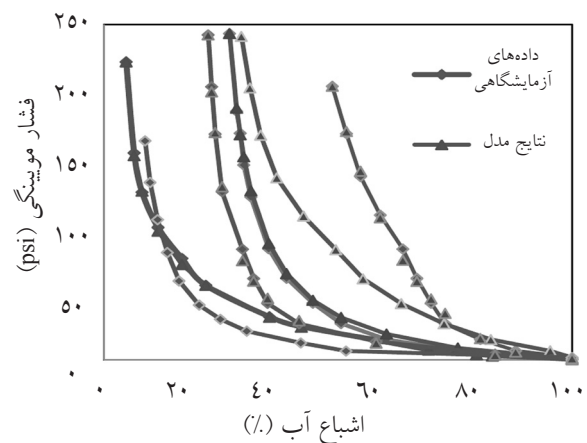 ۲۵۰
۲۰۰
۱۵۰
۱۰۰
۵۰
۰
فشار مویینگی (psi)
داده‌های
آزمایشگاهی
نتایج مدل
۰ ۲۰ ۴۰ ۶۰ ۸۰ ۱۰۰
اشباع آب (٪)